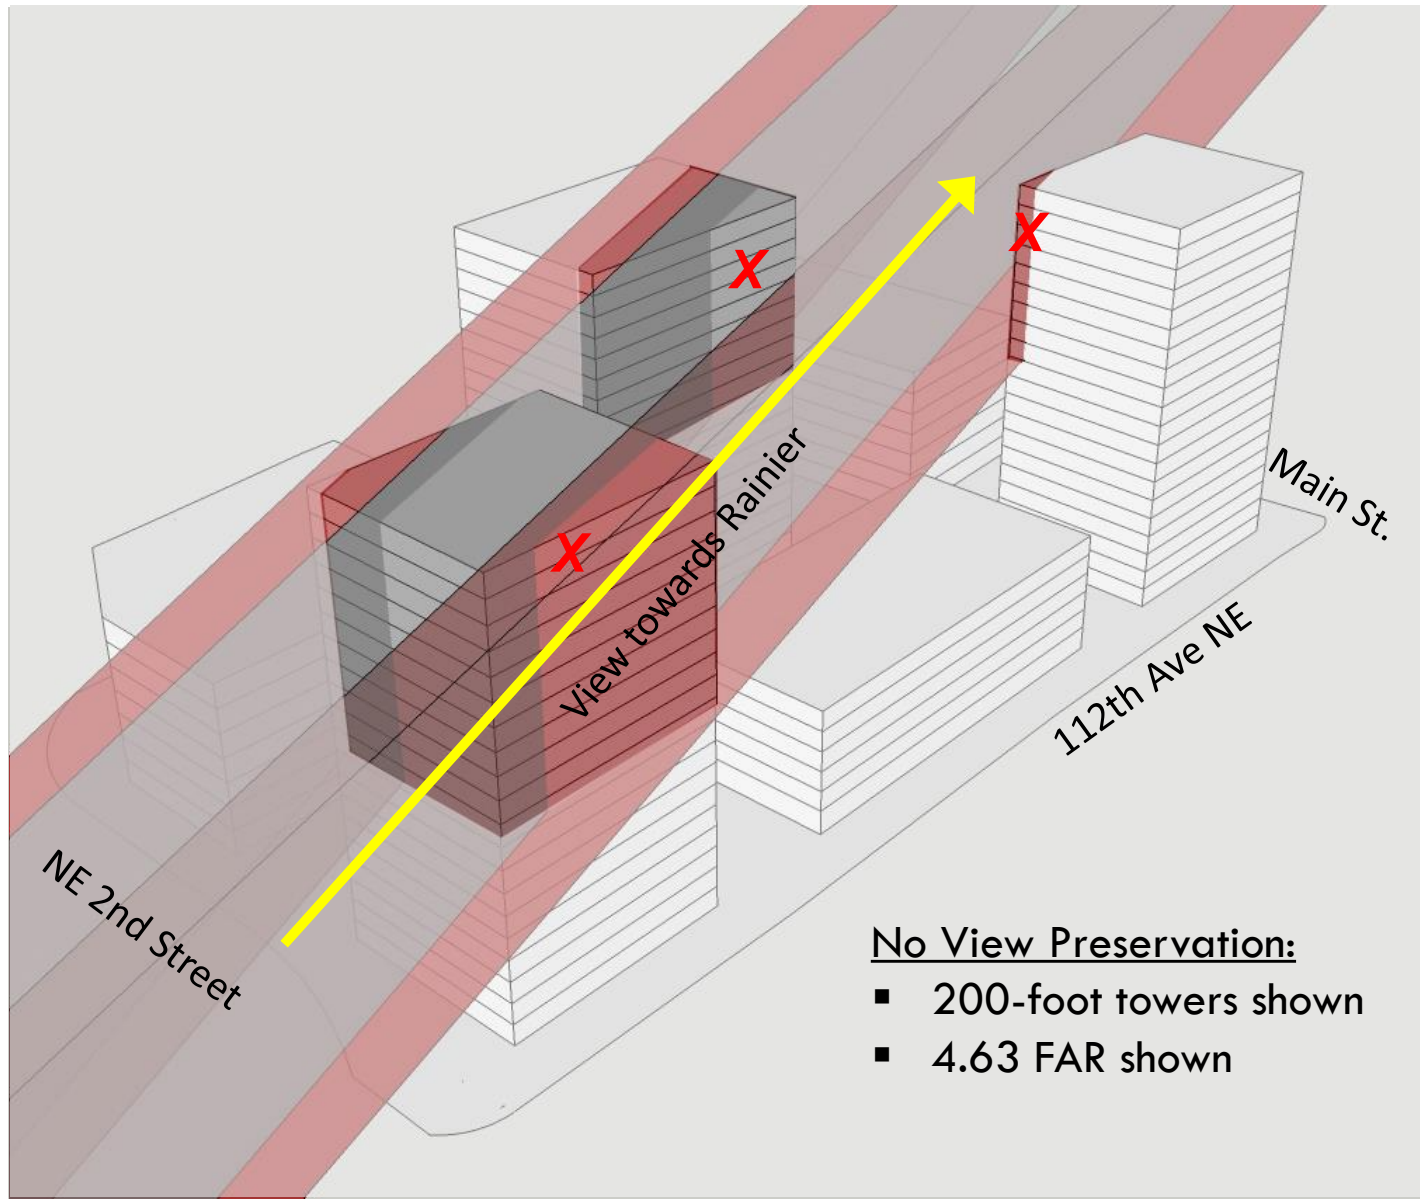 X
X
X
View towards Rainier
Main St.
112th Ave NE
NE 2nd Street
No View Preservation:
▪ 200-foot towers shown
▪ 4.63 FAR shown